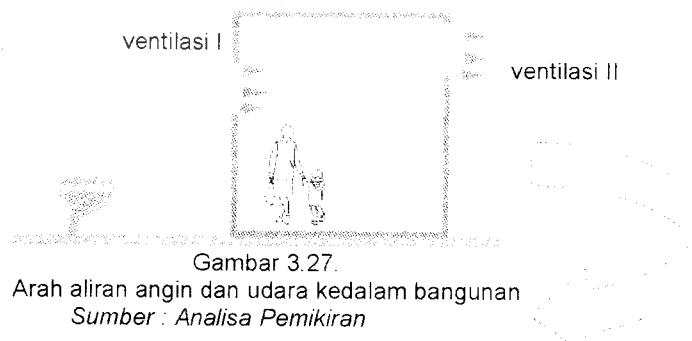 ventilasi I
ventilasi II
Gambar 3.27.
Arah aliran angin dan udara kedalam bangunan
Sumber : Analisa Pemikiran